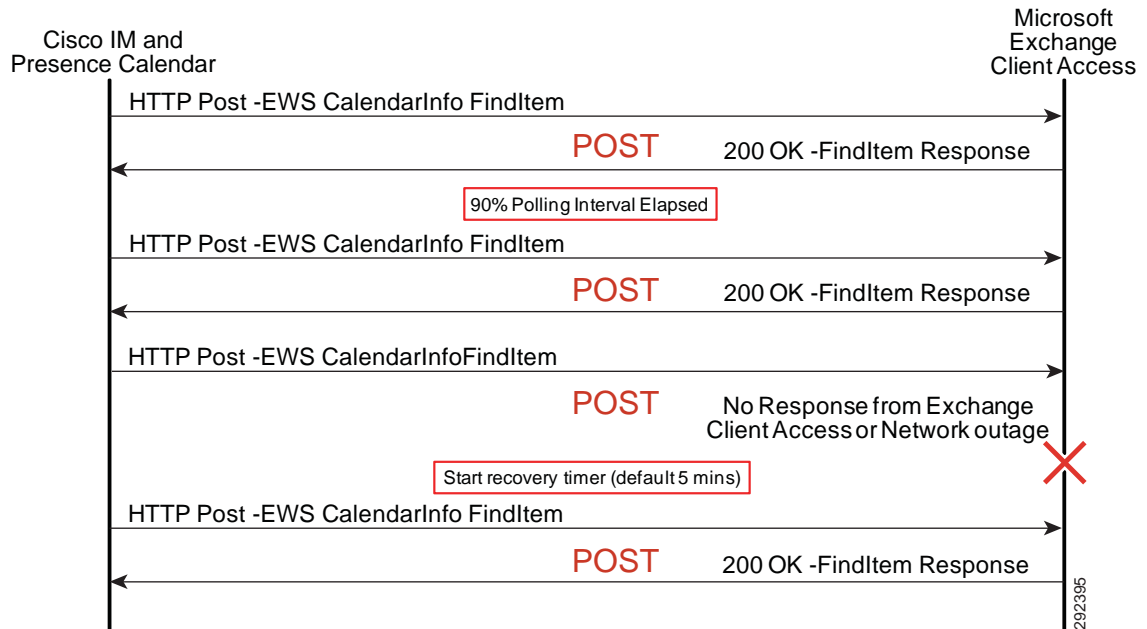 Cisco IM and
Presence Calendar
Microsoft
Exchange
Client Access
HTTP Post -EWS CalendarInfo FindItem
POST 200 OK -FindItem Response
90% Polling Interval Elapsed
HTTP Post -EWS CalendarInfo FindItem
POST 200 OK -FindItem Response
HTTP Post -EWS CalendarInfoFindItem
POST No Response from Exchange
Client Access or Network outage
Start recovery timer (default 5 mins)
HTTP Post -EWS CalendarInfo FindItem
POST 200 OK -FindItem Response
292395